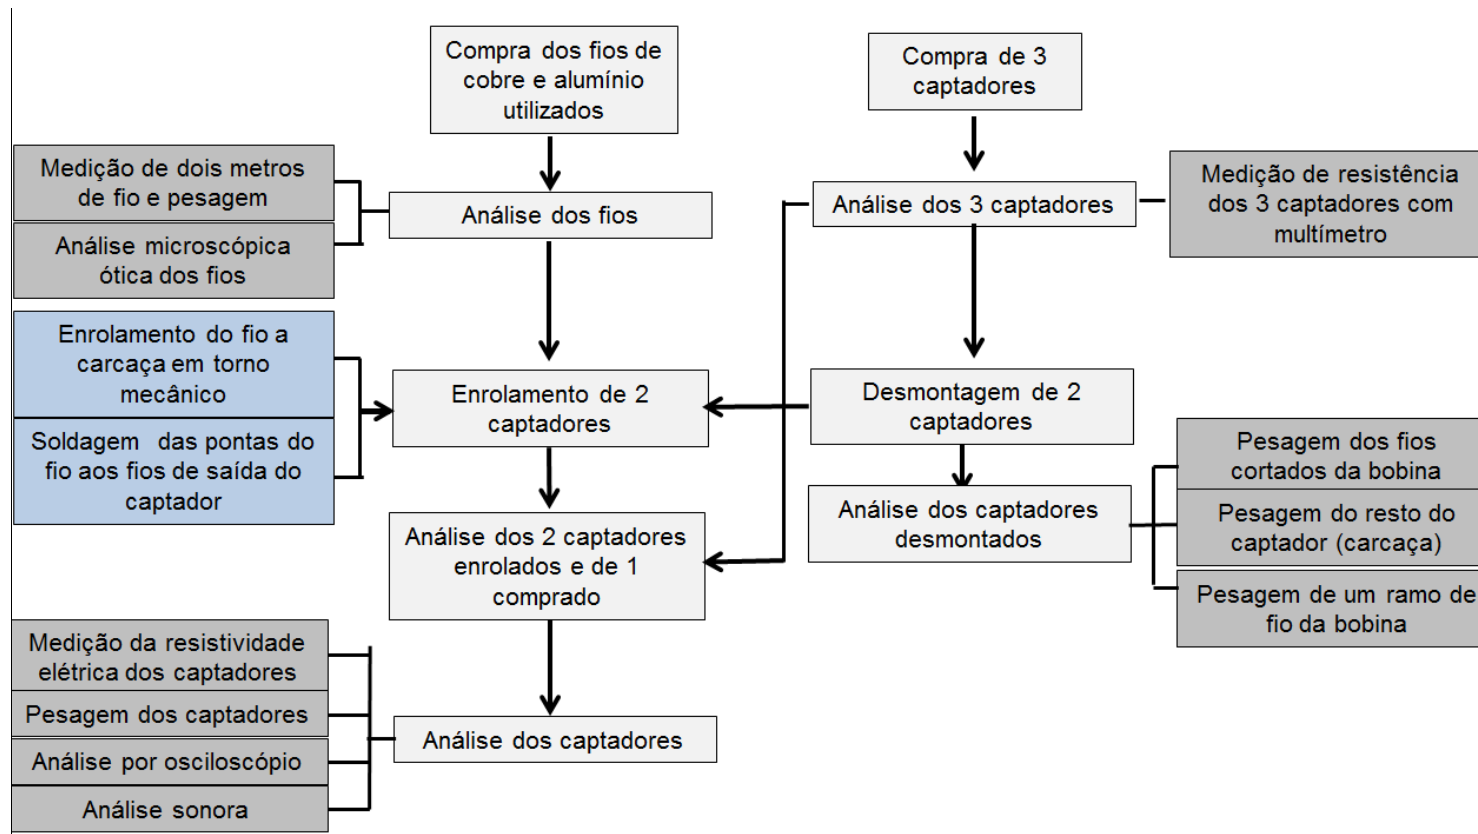 Compra dos fios de
cobre e alumínio
utilizados
Compra de 3
captadores
Medição de dois metros
de fio e pesagem
Análise microscópica
ótica dos fios
Análise dos fios
Análise dos 3 captadores
Medição de resistência
dos 3 captadores com
multímetro
Enrolamento do fio a
carcaça em torno
mecânico
Soldagem das pontas do
fio aos fios de saída do
captador
Enrolamento de 2
captadores
Desmontagem de 2
captadores
Análise dos captadores
desmontados
Pesagem dos fios
cortados da bobina
Pesagem do resto do
captador (carcaça)
Pesagem de um ramo de
fio da bobina
Análise dos 2 captadores
enrolados e de 1
comprado
Medição da resistividade
elétrica dos captadores
Pesagem dos captadores
Análise por osciloscópio
Análise sonora
Análise dos captadores